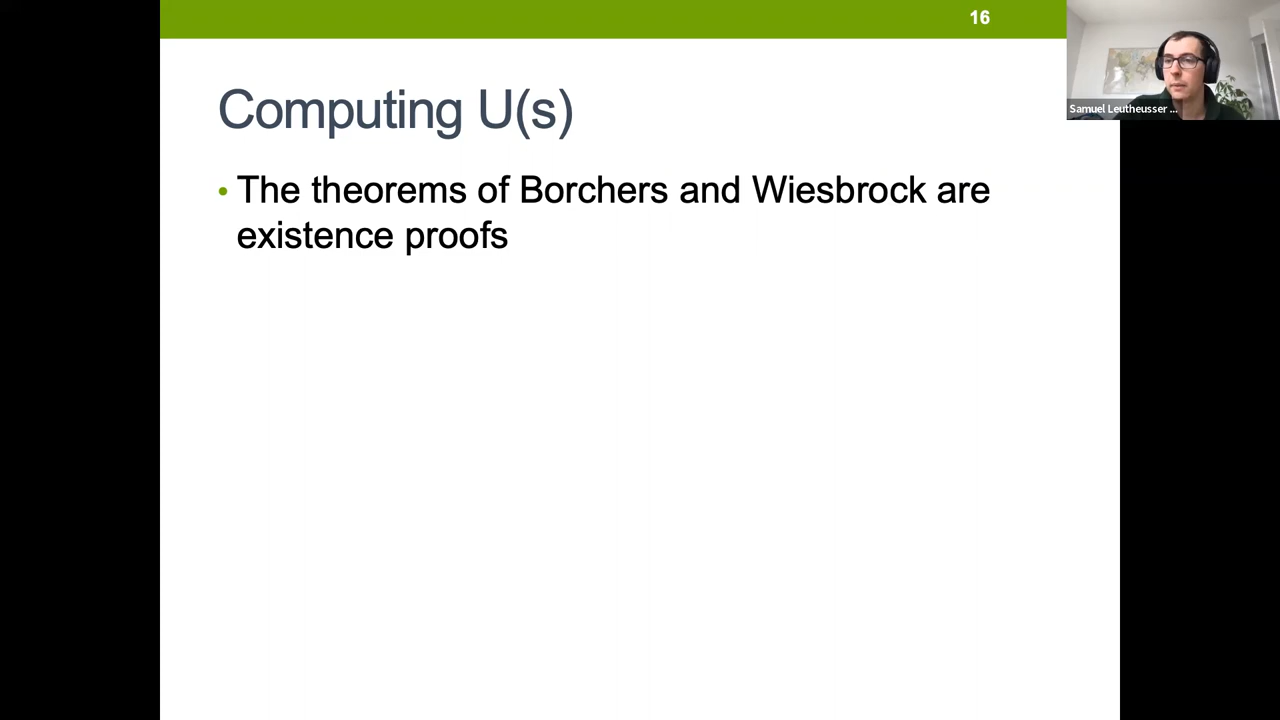 16
Samuel Leutheusser ...
Computing U(s)
• The theorems of Borchers and Wiesbrock are
existence proofs